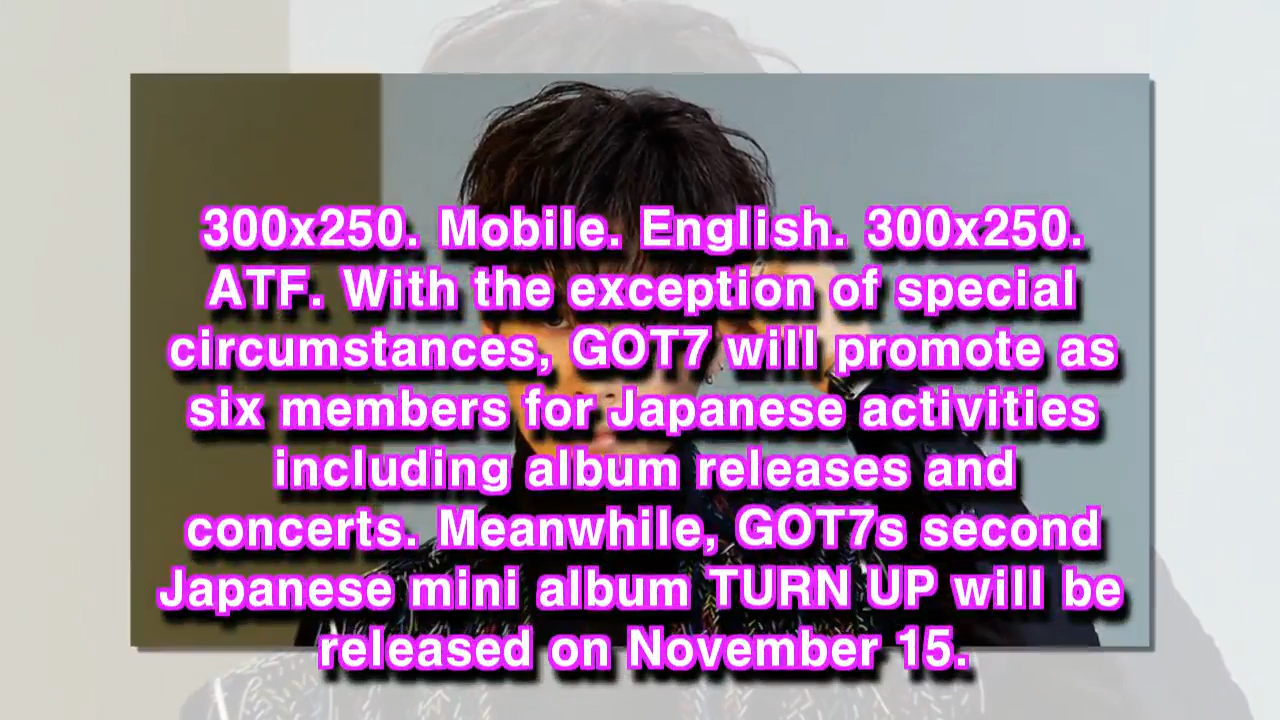 300x250. Mobile. English. 300x250.
ATF. With the exception of special
circumstances, GOT7 will promote as
six members for Japanese activities
including album releases and
concerts. Meanwhile, GOT7s second
Japanese mini album TURN UP will be
released on November 15.